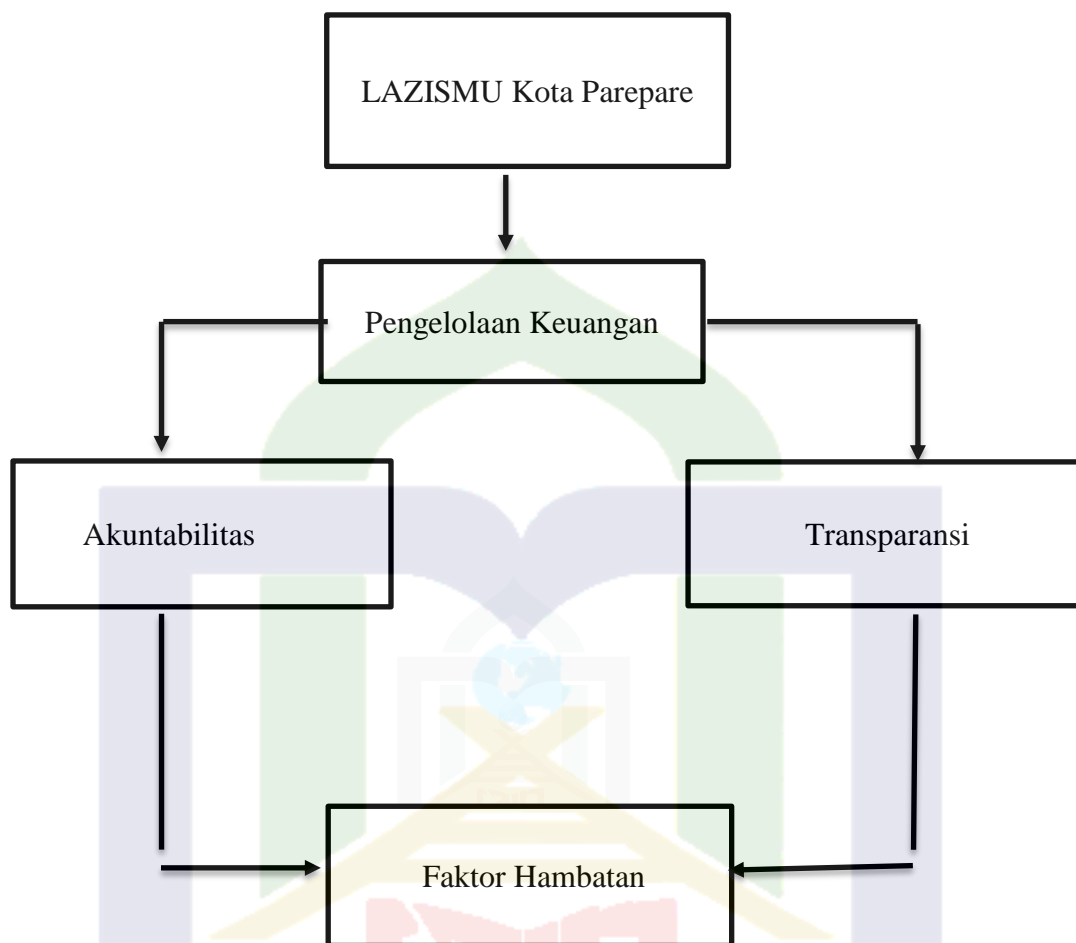 LAZISMU Kota Parepare
Pengelolaan Keuangan
Akuntabilitas
Transparansi
Faktor Hambatan